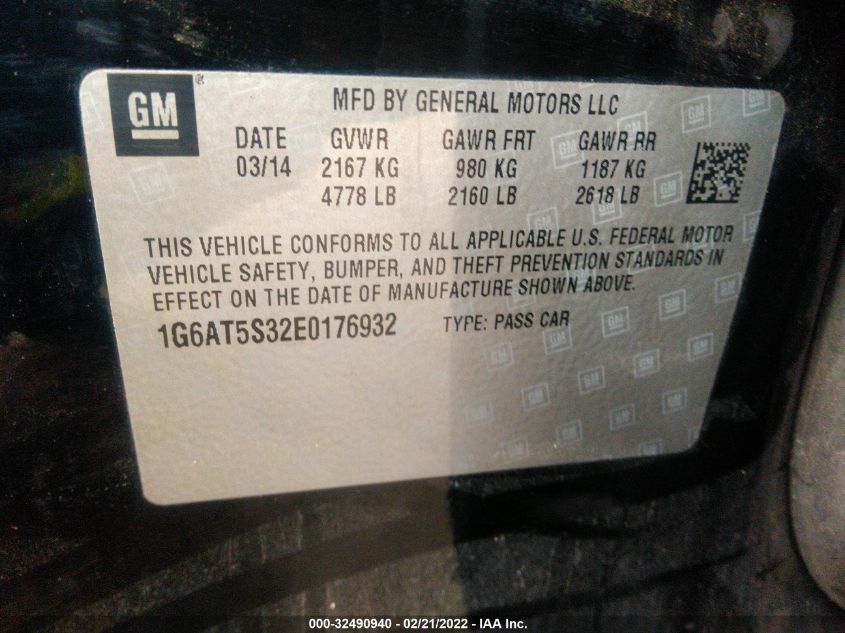 GM ®
MFD BY GENERAL MOTORS LLC
DATE GVWR GAWR FRT GAWR RR
03/14 2167 KG 980 KG 1187 KG
4778 LB 2160 LB 2618 LB
THIS VEHICLE CONFORMS TO ALL APPLICABLE U.S. FEDERAL MOTOR
VEHICLE SAFETY, BUMPER, AND THEFT PREVENTION STANDARDS IN
EFFECT ON THE DATE OF MANUFACTURE SHOWN ABOVE.
1G6AT5S32E0176932 TYPE: PASS CAR
000-32490940 - 02/21/2022 - IAA Inc.